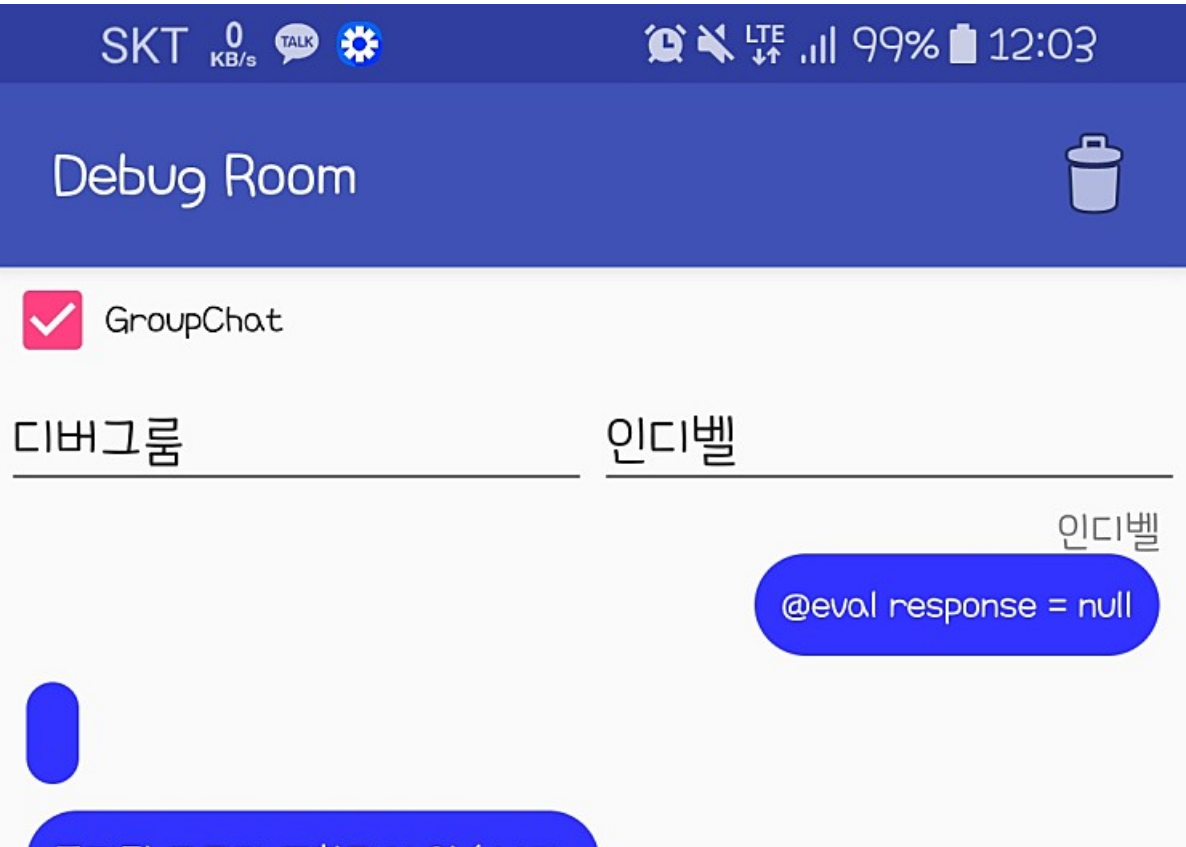 SKT 0 KB/s TALK LTE 99% 12:03
Debug Room
GroupChat
디버그룸 인디벨
인디벨
@eval response = null